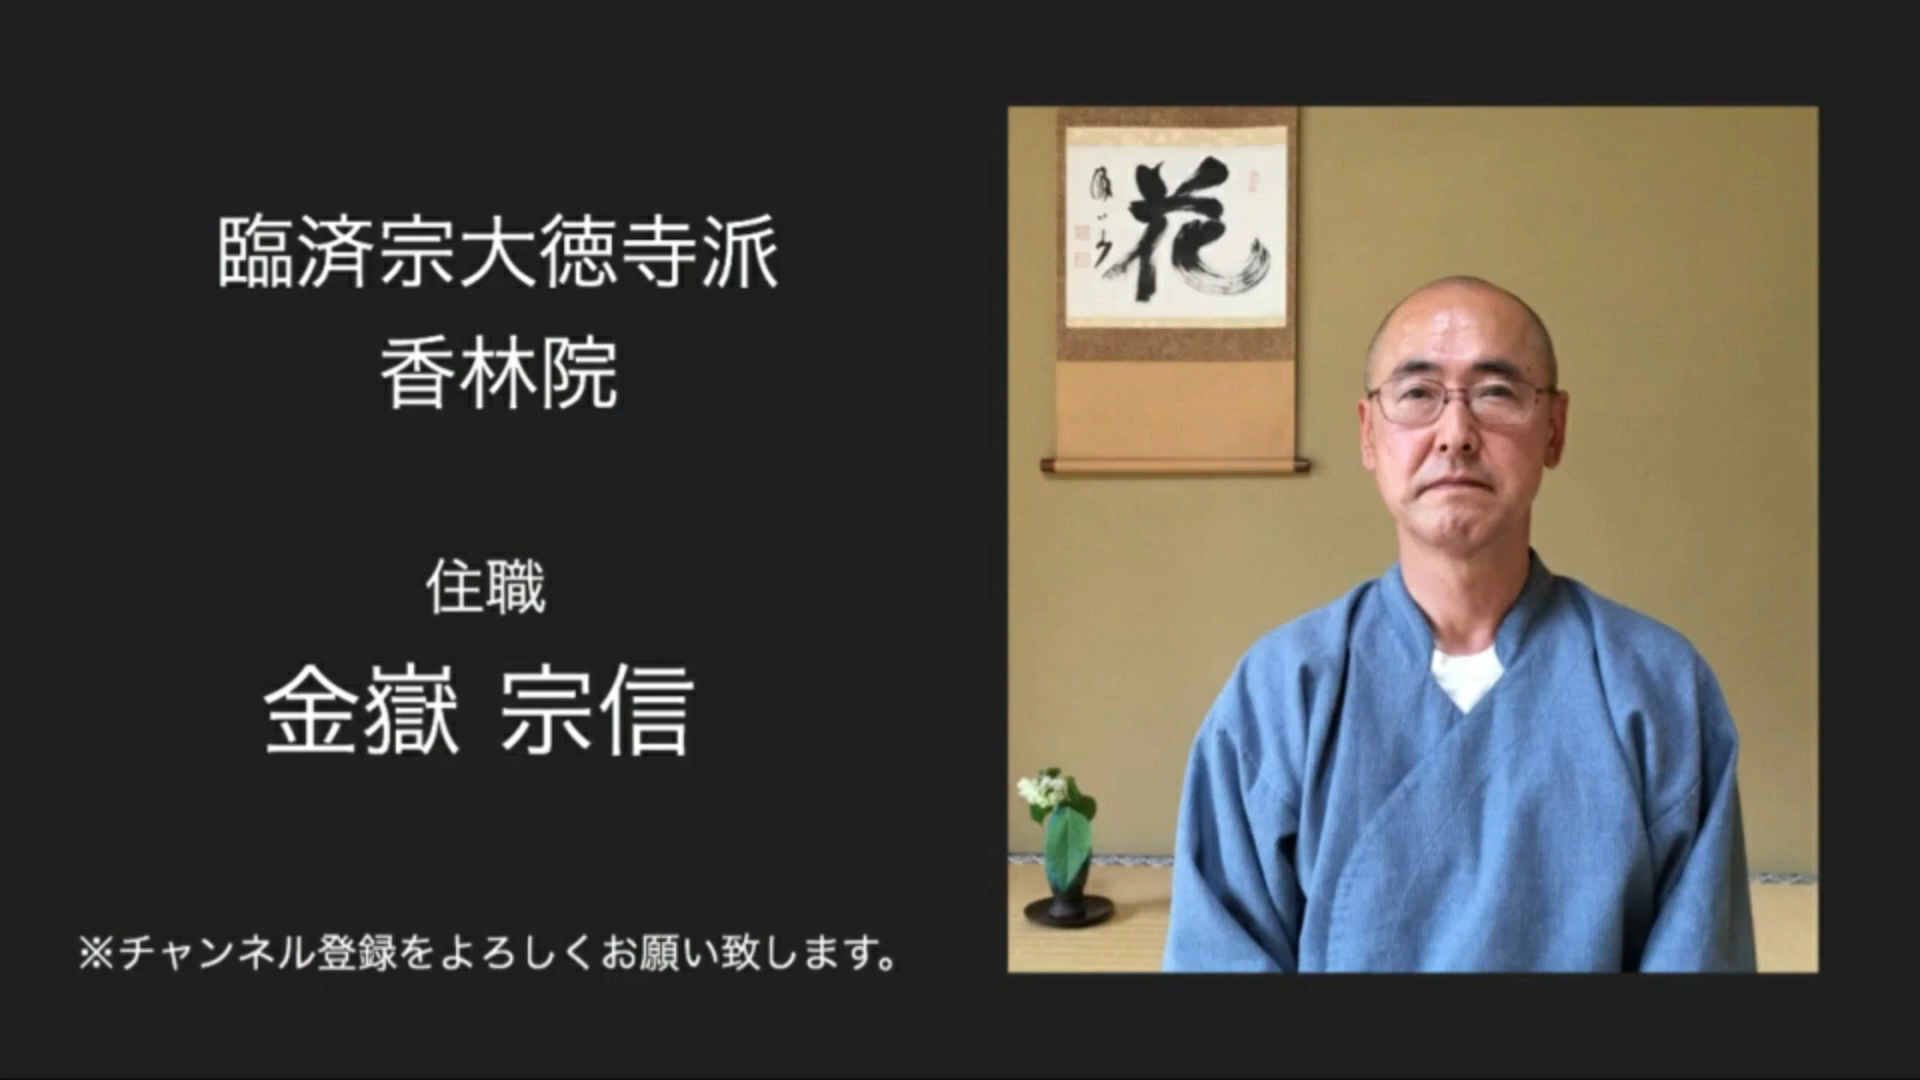 臨済宗大徳寺派
香林院
住職
金嶽 宗信
※チャンネル登録をよろしくお願い致します。
花